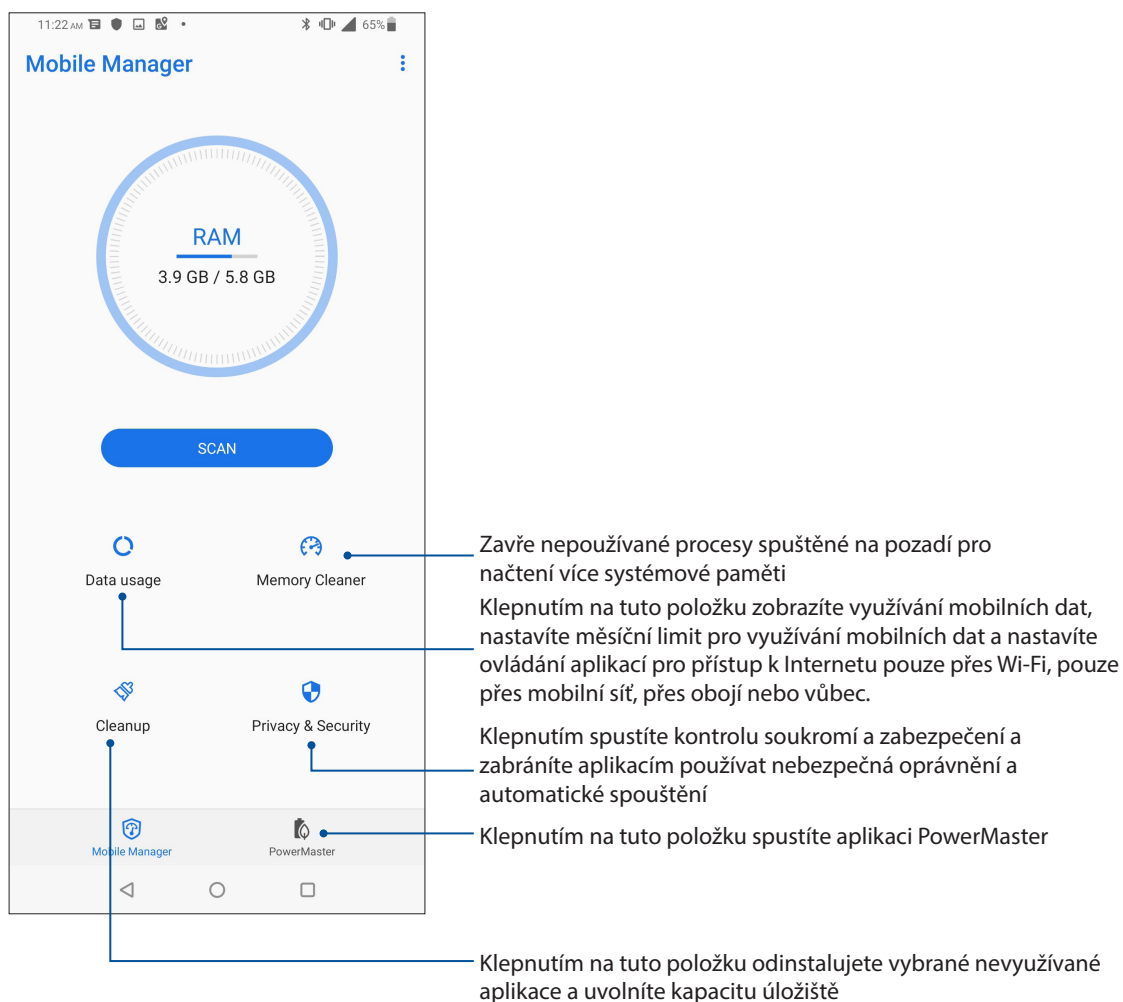 11:22 AM 65%
Mobile Manager
RAM
3.9 GB / 5.8 GB
SCAN
Data usage Memory Cleaner
Cleanup Privacy & Security
Mobile Manager PowerMaster
Zavře nepoužívané procesy spuštěné na pozadí pro
načtení více systémové paměti
Klepnutím na tuto položku zobrazíte využívání mobilních dat,
nastavíte měsíční limit pro využívání mobilních dat a nastavíte
ovládání aplikací pro přístup k Internetu pouze přes Wi-Fi, pouze
přes mobilní síť, přes obojí nebo vůbec.
Klepnutím spustíte kontrolu soukromí a zabezpečení a
zabráníte aplikacím používat nebezpečná oprávnění a
automatické spouštění
Klepnutím na tuto položku spustíte aplikaci PowerMaster
Klepnutím na tuto položku odinstalujete vybrané nevyužívané
aplikace a uvolníte kapacitu úložiště